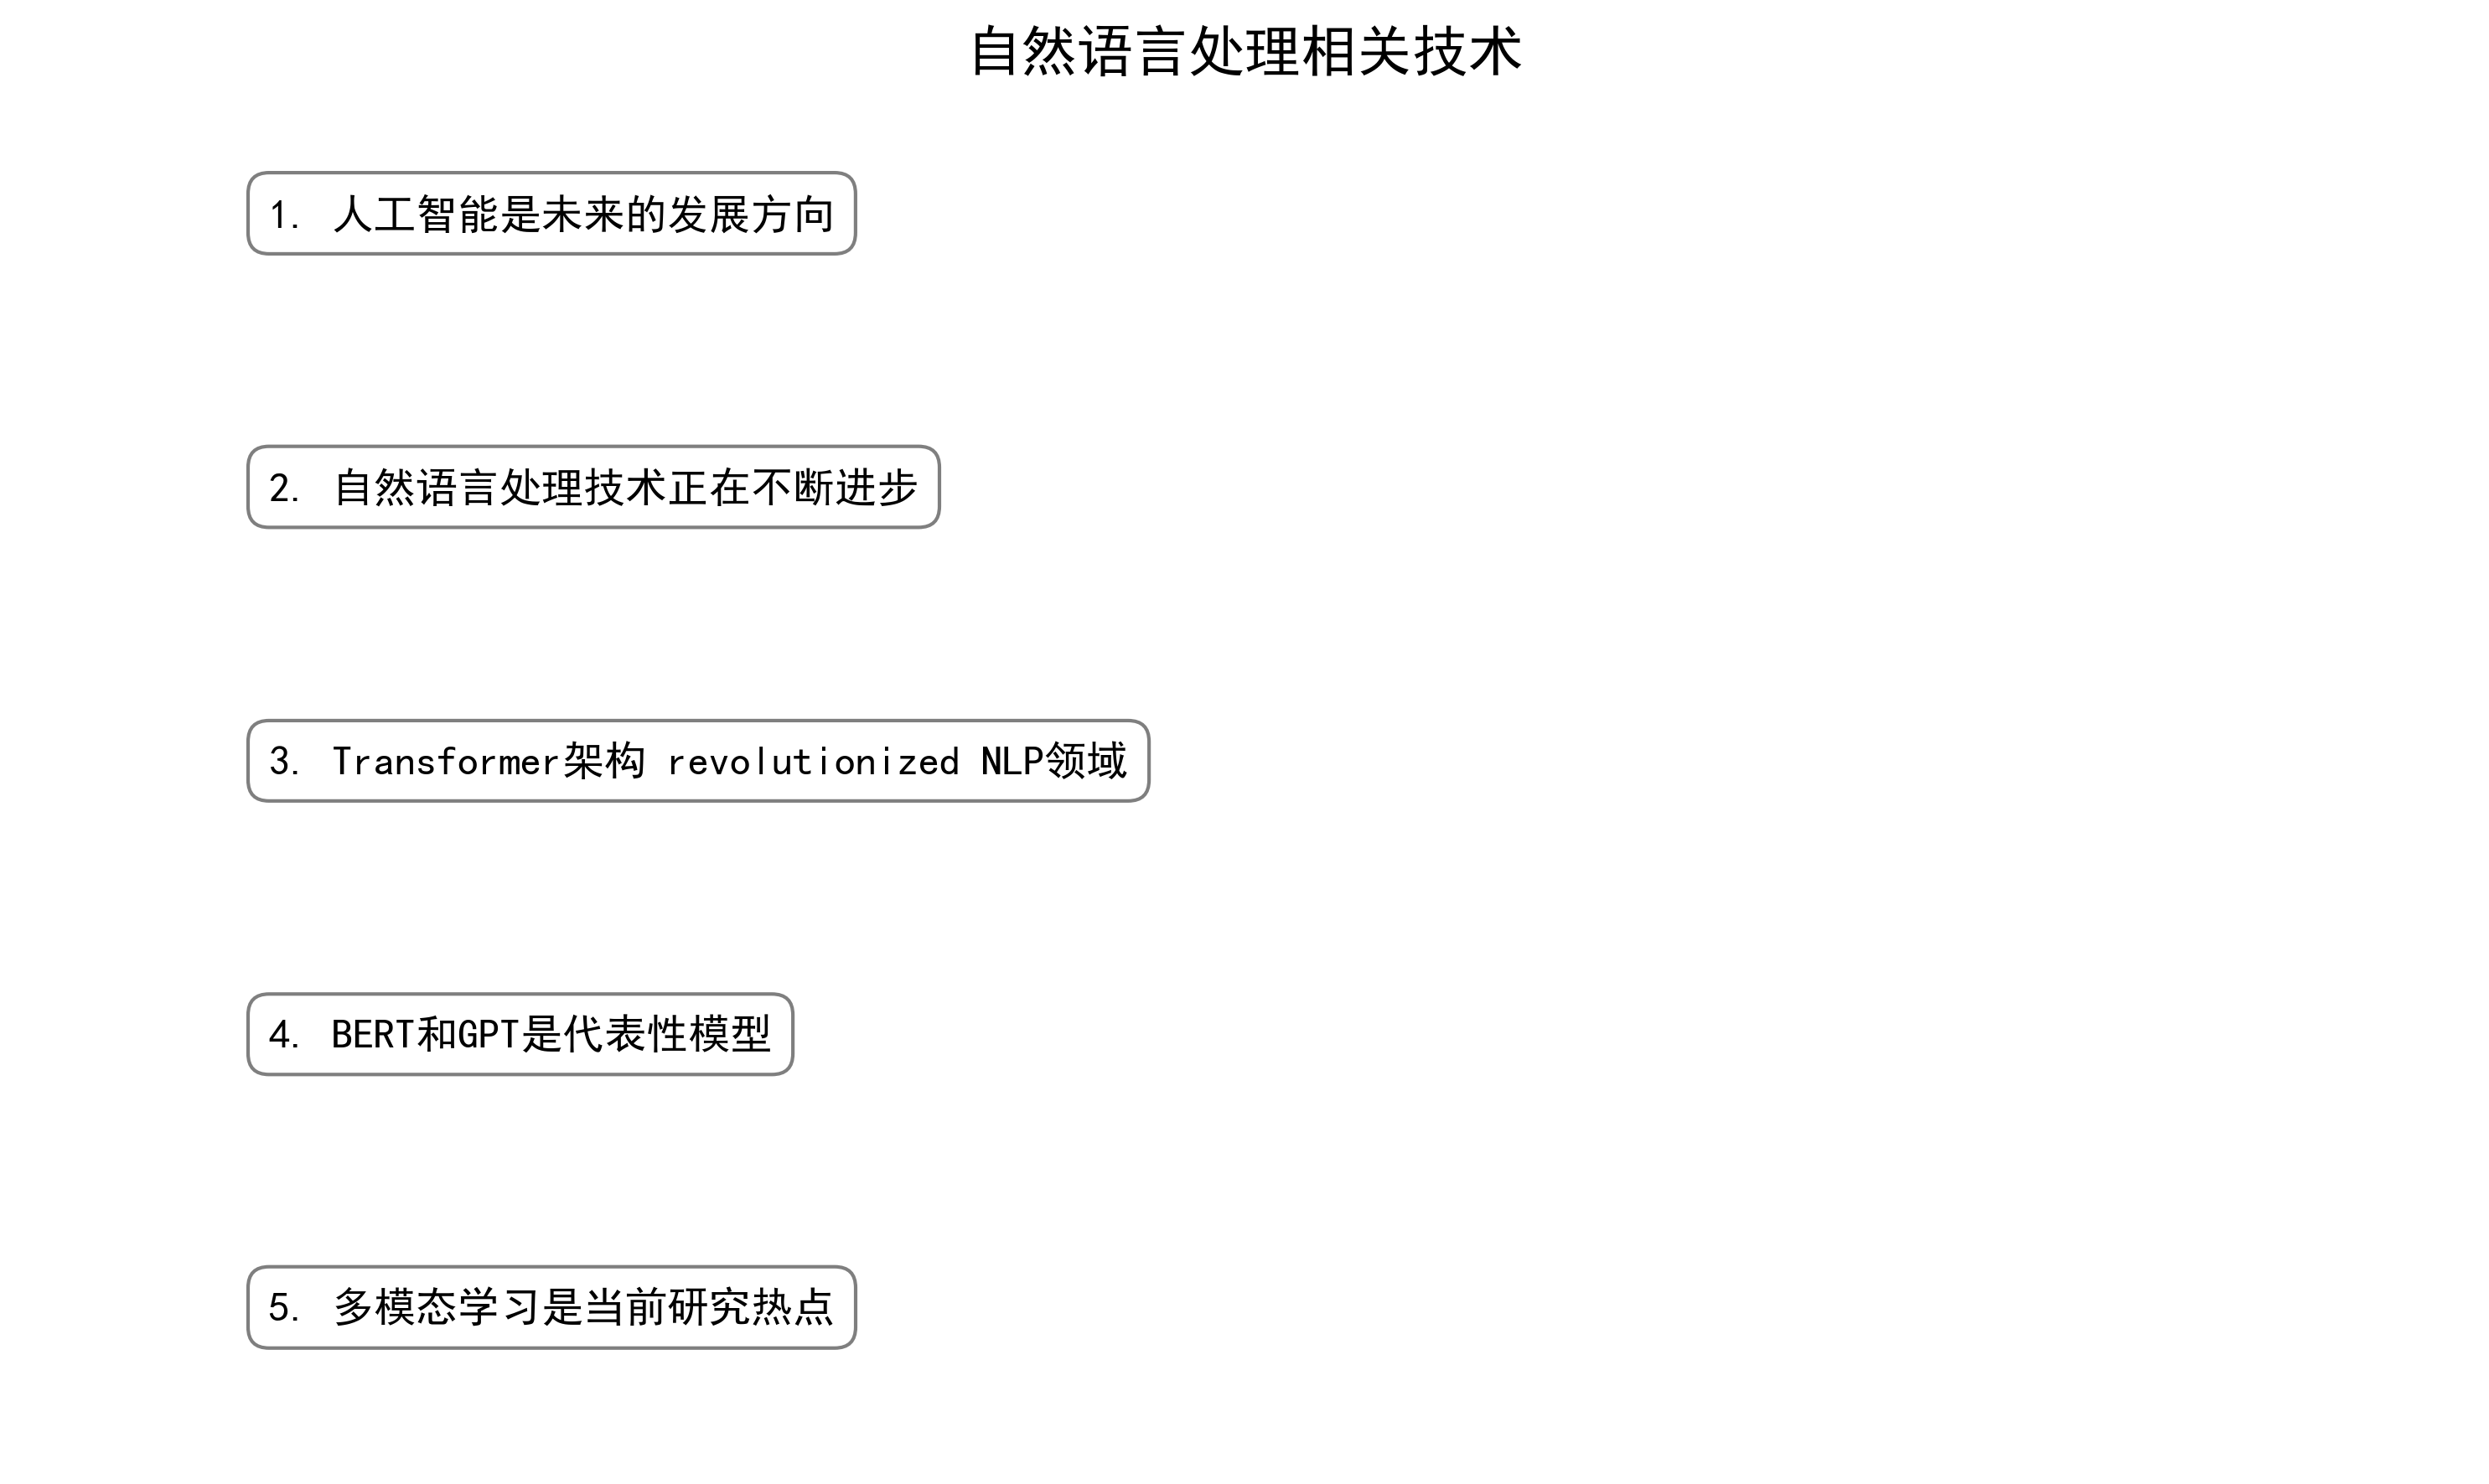 自然语言处理相关技术
1. 人工智能是未来的发展方向
2. 自然语言处理技术正在不断进步
3. Transformer架构 revolutionized NLP领域
4. BERT和GPT是代表性模型
5. 多模态学习是当前研究热点